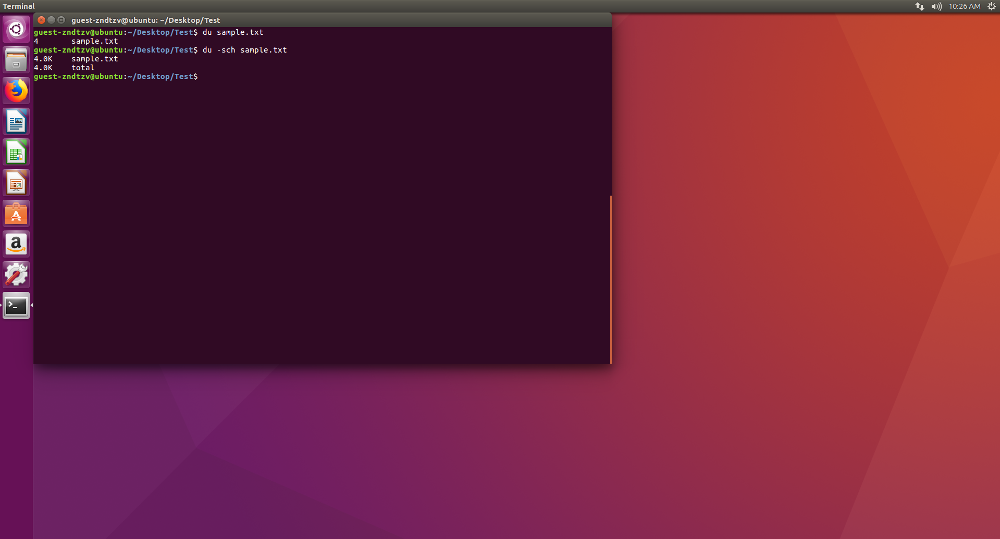 Terminal
10:26 AM
guest-zndtzv@ubuntu: ~/Desktop/Test
guest-zndtzv@ubuntu:~/Desktop/Test$ du sample.txt
4 sample.txt
guest-zndtzv@ubuntu:~/Desktop/Test$ du -sch sample.txt
4.0K sample.txt
4.0K total
guest-zndtzv@ubuntu:~/Desktop/Test$